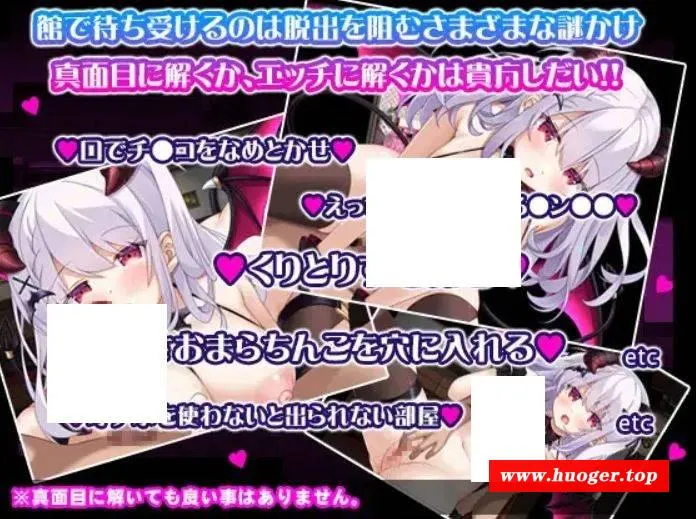 館で待ち受けるのは脱出を阻むさまざまな謎かけ
真面目に解くか、エッチに解くかは貴方しだい!!
♥口でチ●コをなめとかせ♥
♥えっ ●ン●●♥
♥くりとり ♥
おまらちんこを穴に入れる♥
etc
を使わないと出られない部屋♥
etc
www.huoger.top
※真面目に解いても良い事はありません。